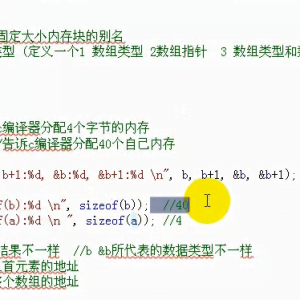 固定大小内存块的别名
类型 (定义一个1 数组类型 2数组指针 3 数组类型和数
编译器分配4个字节的内存
告诉c编译器分配40个自己内存
b+1:%d, &b:%d, &b+1:%d \n", b, b+1, &b, &b+1);
f(b):%d \n", sizeof(b)); //40
f(a):%d \n ", sizeof(a)); //4
结果不一样 //b &b所代表的数据类型不一样
首元素的地址
个数组的地址